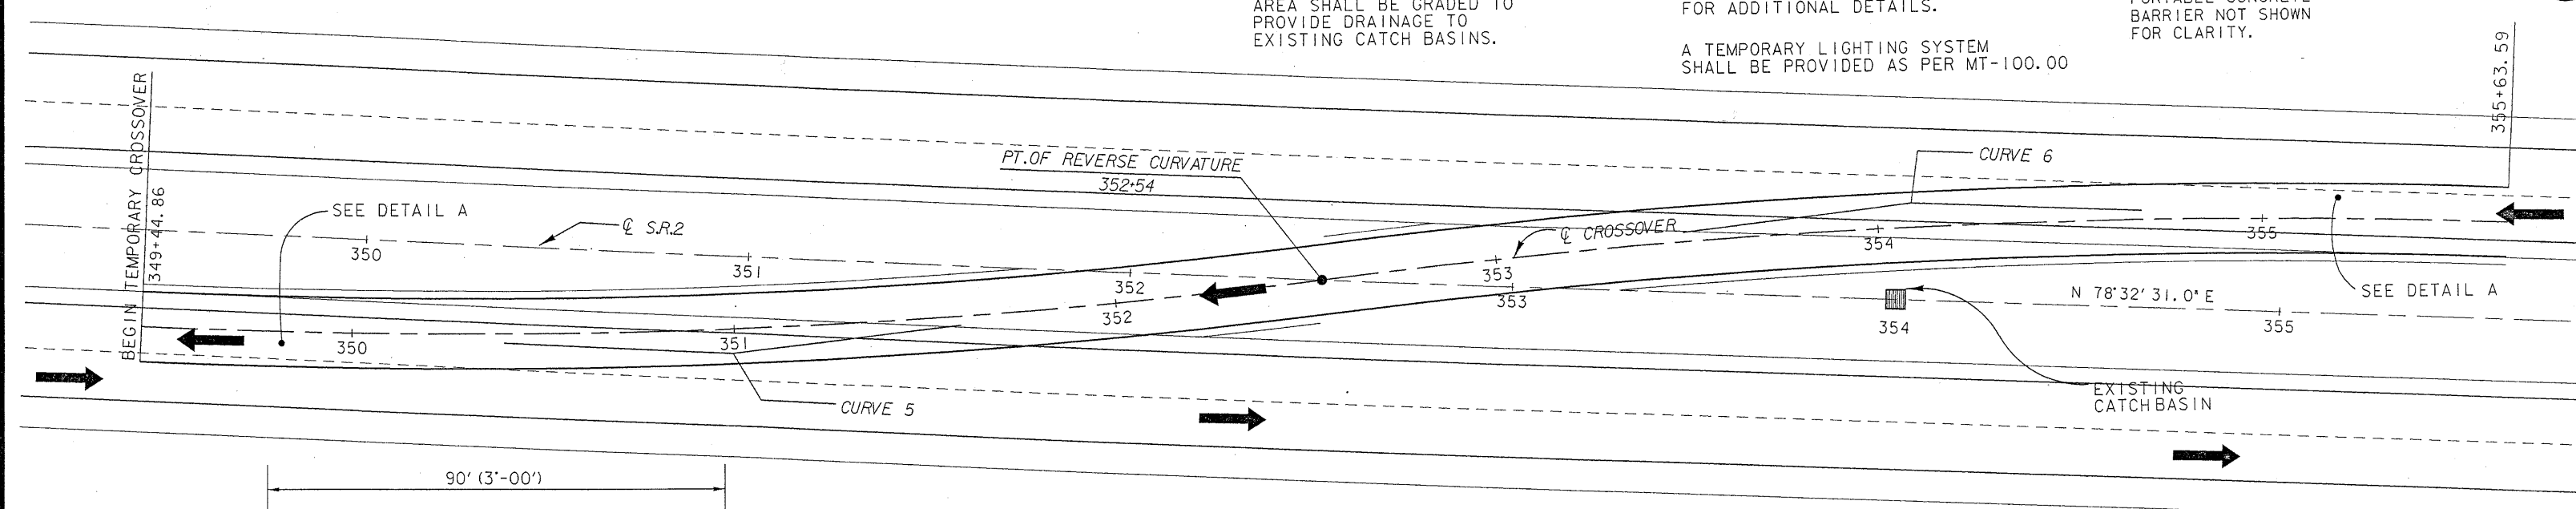 AREA SHALL BE GRADED TO
PROVIDE DRAINAGE TO
EXISTING CATCH BASINS.
FOR ADDITIONAL DETAILS.
A TEMPORARY LIGHTING SYSTEM
SHALL BE PROVIDED AS PER MT-100.00
PORTABLE CONCRETE
BARRIER NOT SHOWN
FOR CLARITY.
355+63.59
BEGIN TEMPORARY CROSSOVER
349+44.86
SEE DETAIL A
℄ S.R.2
PT. OF REVERSE CURVATURE
352+54
CURVE 6
℄ CROSSOVER
350
351
352
353
354
355
353
354
355
N 78°32'31.0" E
SEE DETAIL A
350
351
352
CURVE 5
EXISTING
CATCHBASIN
90' (3°-00')